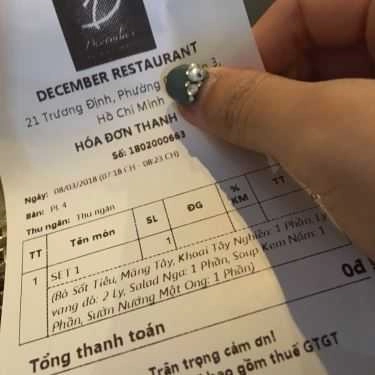 December
DECEMBER RESTAURANT
21 Trương Định, Phường 3,
Hồ Chí Minh
HÓA ĐƠN THANH
Số: 1802000663
Ngày: 08/03/2018 (07:18 CH - 08:23 CH)
Bàn: PL 4
Thu ngân: Thu ngân
TT Tên món SL ĐG % KM TT
1 SET 1 1
(Bò Sốt Tiêu, Măng Tây, Khoai Tây Nghiền: 1 Phần, Ly
vang đỏ: 2 Ly, Salad Nga: 1 Phần, Soup Kem Nấm: 1
Phần, Sườn Nướng Mật Ong: 1 Phần)
Tổng thanh toán 0đ
Trân trọng cảm ơn!
bao gồm thuế GTGT